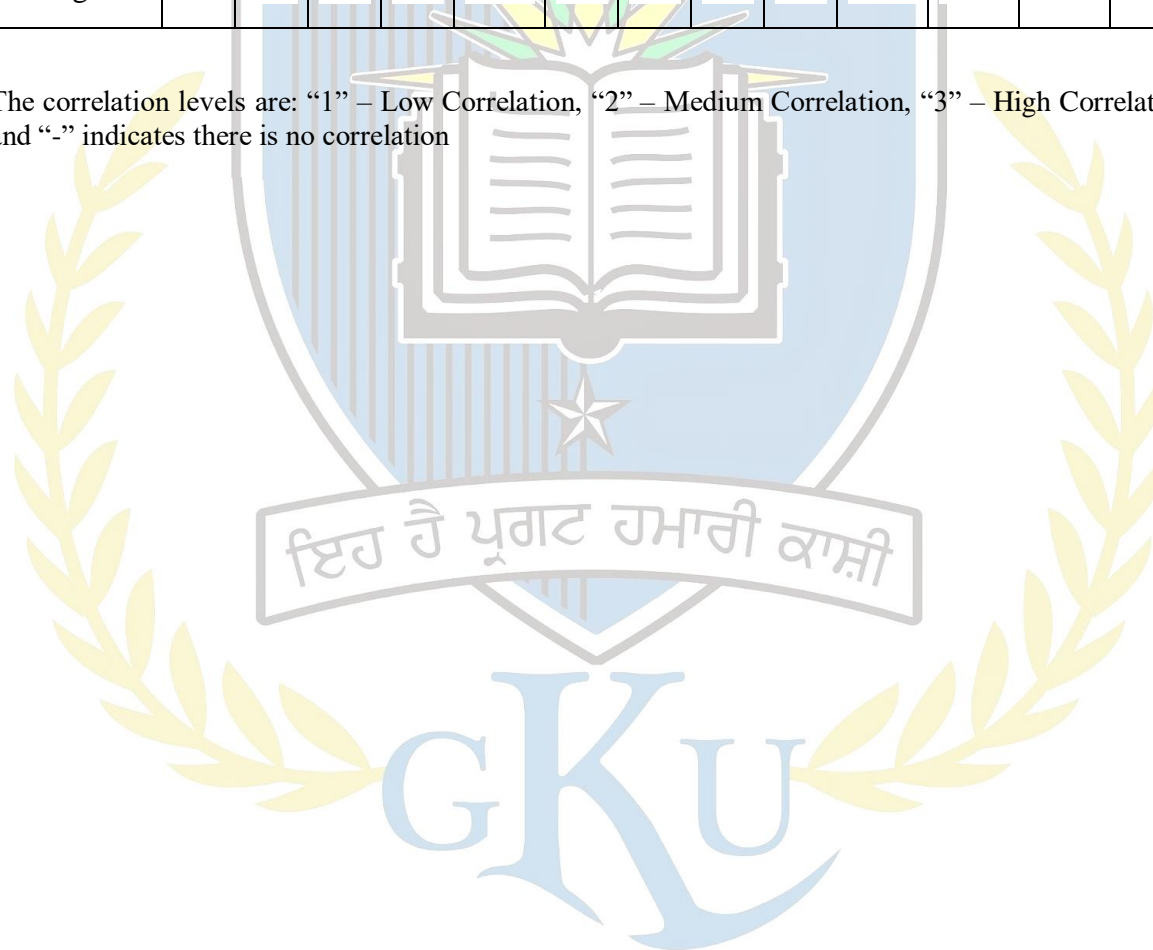 The correlation levels are: “1” – Low Correlation, “2” – Medium Correlation, “3” – High
and “-” indicates there is no correlation
ਇਹ ਹੈ ਪ੍ਰਗਟ ਹਮਾਰੀ ਕਾਸ਼ੀ
GKU